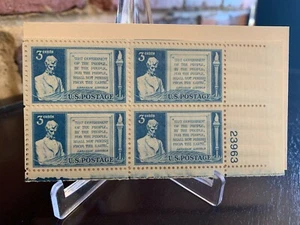 3 CENTS
"THAT GOVERNMENT
OF THE PEOPLE,
BY THE PEOPLE,
FOR THE PEOPLE,
SHALL NOT PERISH
FROM THE EARTH."
ABRAHAM LINCOLN
U.S. POSTAGE
3 CENTS
"THAT GOVERNMENT
OF THE PEOPLE,
BY THE PEOPLE,
FOR THE PEOPLE,
SHALL NOT PERISH
FROM THE EARTH."
U.S. POSTAGE
3 CENTS
"THAT GOVERNMENT
OF THE PEOPLE,
BY THE PEOPLE,
FOR THE PEOPLE,
SHALL NOT PERISH
FROM THE EARTH."
U.S. POSTAGE
3 CENTS
"THAT GOVERNMENT
OF THE PEOPLE,
BY THE PEOPLE,
FOR THE PEOPLE,
SHALL NOT PERISH
FROM THE EARTH."
U.S. POSTAGE
23963